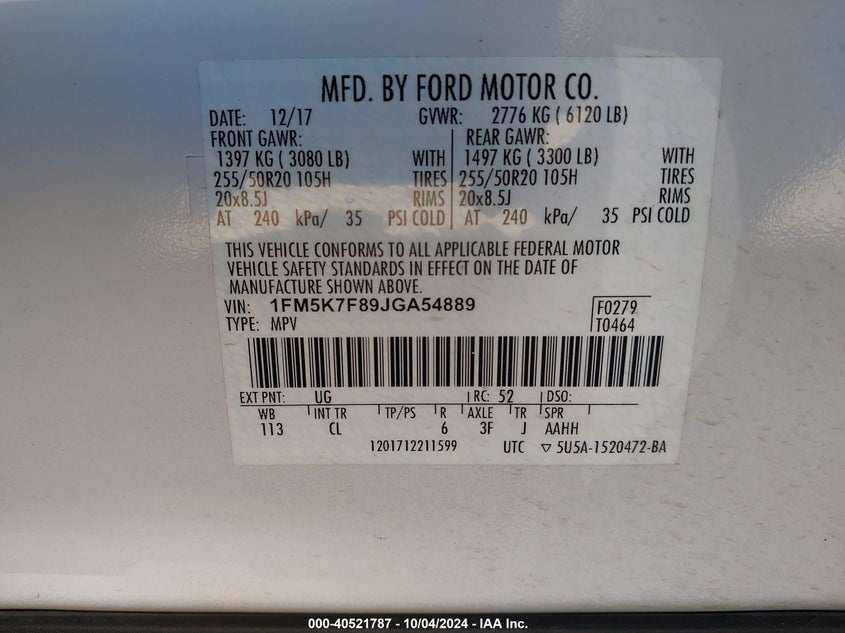 MFD. BY FORD MOTOR CO.
DATE: 12/17 GVWR: 2776 KG ( 6120 LB)
FRONT GAWR: REAR GAWR:
1397 KG ( 3080 LB) WITH 1497 KG ( 3300 LB) WITH
255/50R20 105H TIRES 255/50R20 105H TIRES
20x8.5J RIMS 20x8.5J RIMS
AT 240 kPa/ 35 PSI COLD AT 240 kPa/ 35 PSI COLD
THIS VEHICLE CONFORMS TO ALL APPLICABLE FEDERAL MOTOR
VEHICLE SAFETY STANDARDS IN EFFECT ON THE DATE OF
MANUFACTURE SHOWN ABOVE.
VIN: 1FM5K7F89JGA54889 F0279
TYPE: MPV T0464
EXT PNT: UG RC: 52 DSO:
WB INT TR TP/PS R AXLE TR SPR
113 CL 6 3F J AAHH
1201712211599 UTC ▽ 5U5A-1520472-BA
000-40521787 - 10/04/2024 - IAA Inc.